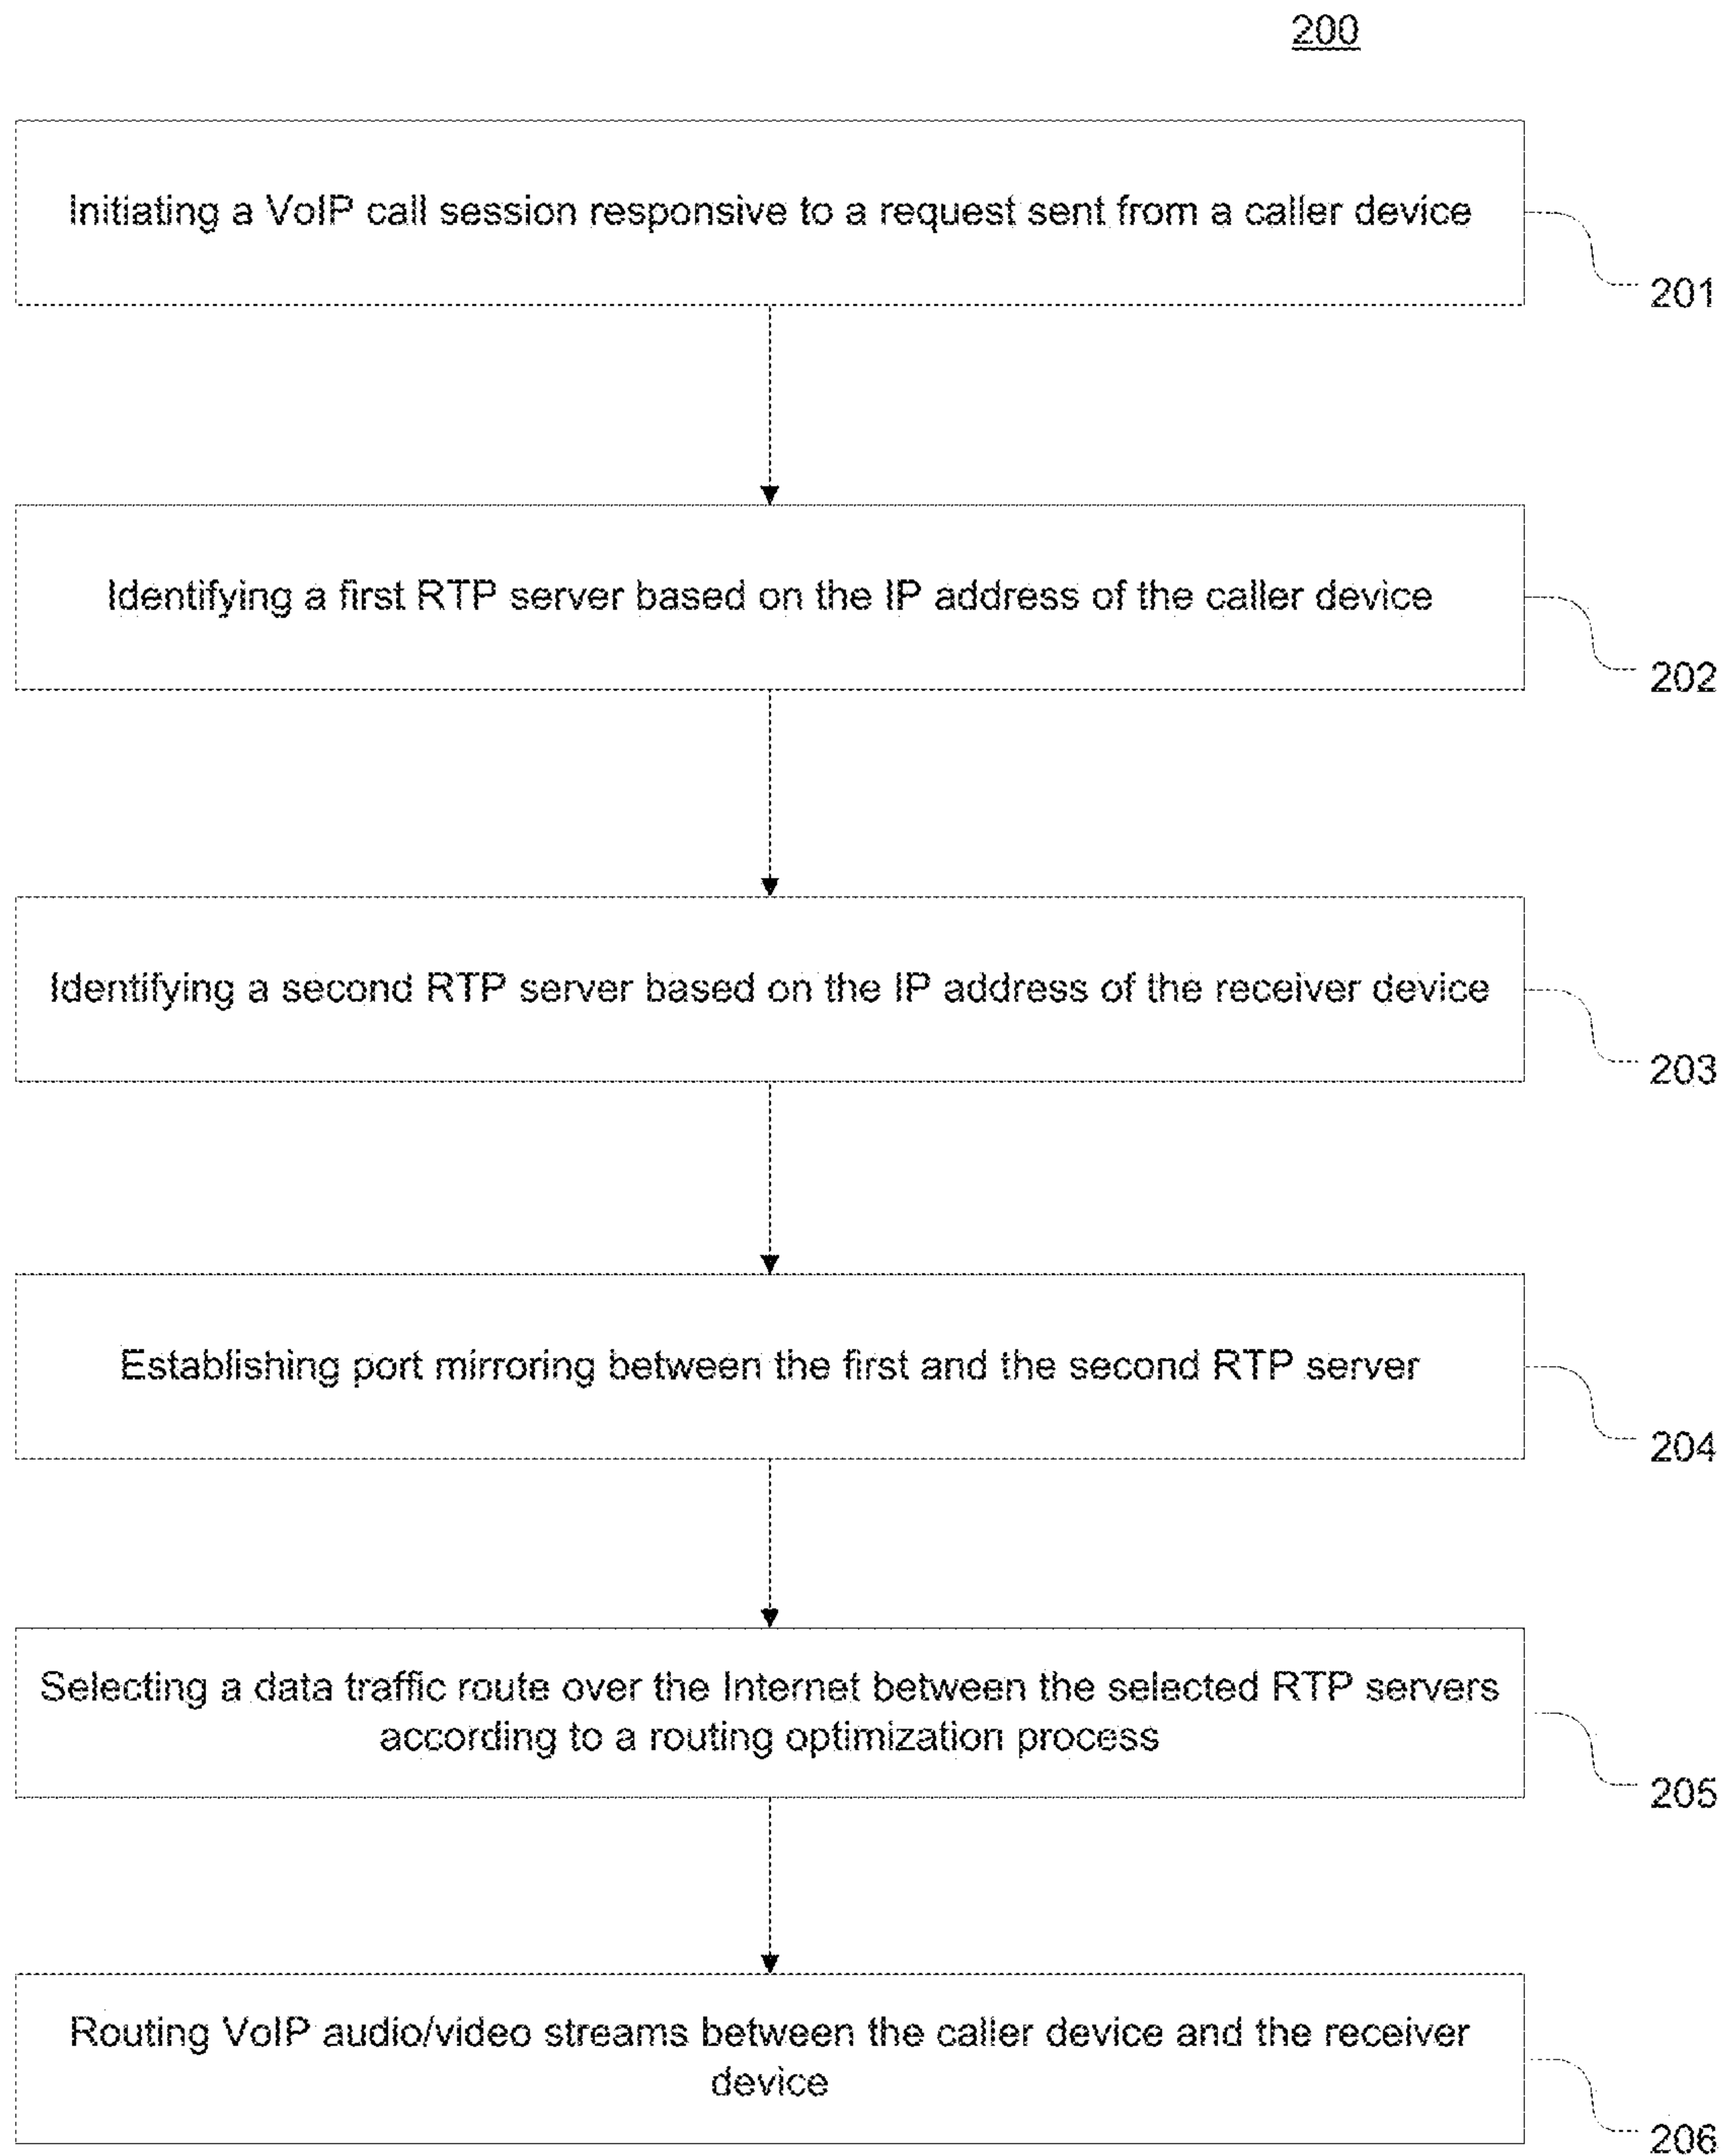 200
Initiating a VoIP call session responsive to a request sent from a caller device
201
Identifying a first RTP server based on the IP address of the caller device
202
Identifying a second RTP server based on the IP address of the receiver device
203
Establishing port mirroring between the first and the second RTP server
204
Selecting a data traffic route over the Internet between the selected RTP servers
according to a routing optimization process
205
Routing VoIP audio/video streams between the caller device and the receiver
device
206